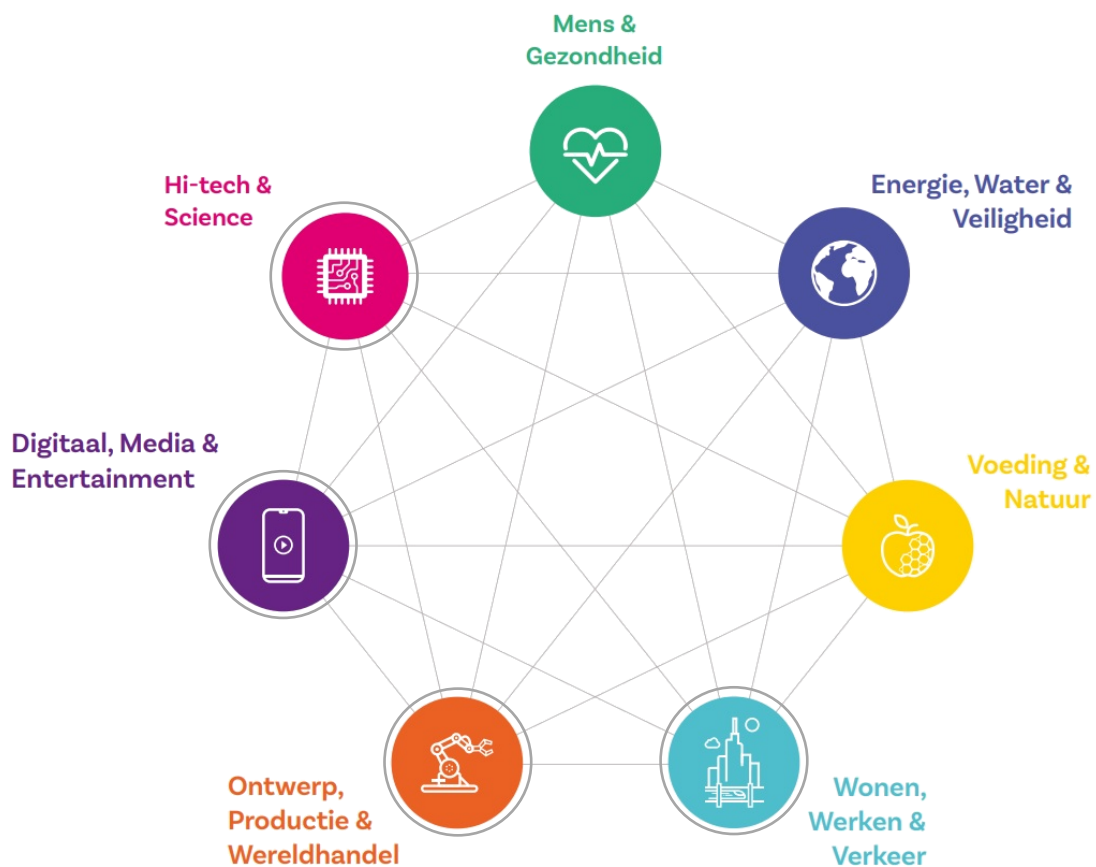 Mens &
Gezondheid
Hi-tech &
Science
Energie, Water &
Veiligheid
Digitaal, Media &
Entertainment
Voeding &
Natuur
Ontwerp,
Productie &
Wereldhandel
Wonen,
Werken &
Verkeer